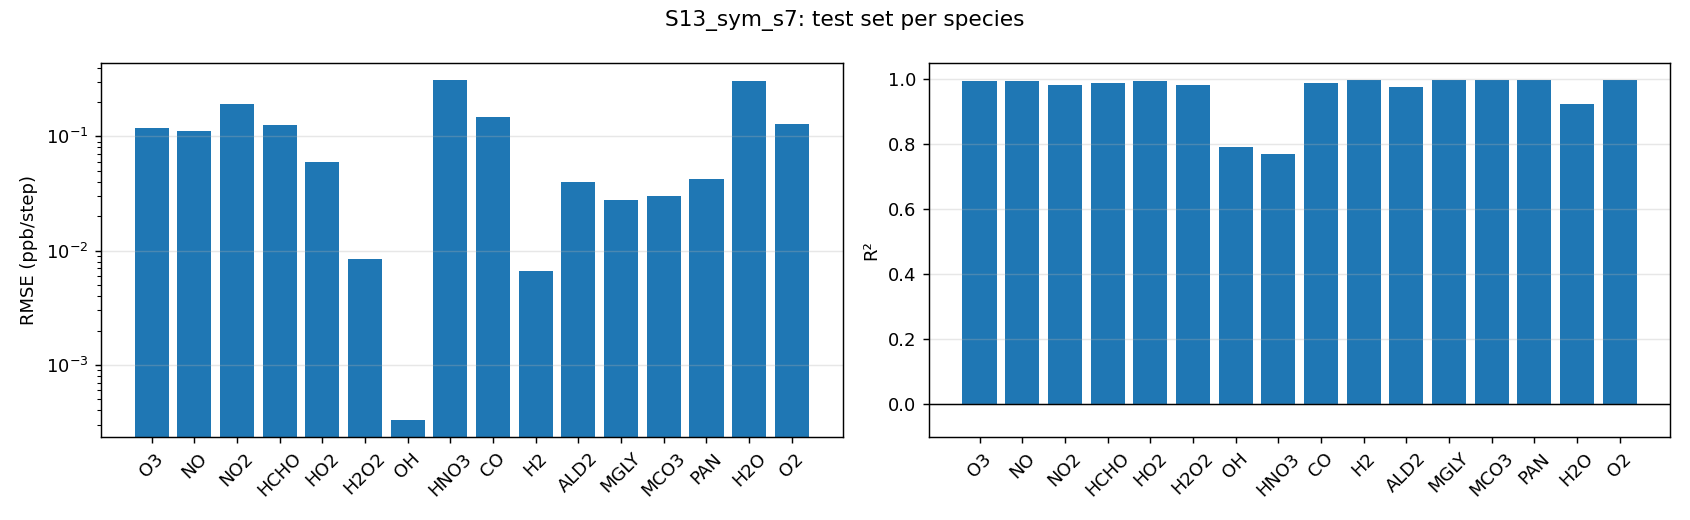 S13_sym_s7: test set per species
RMSE (ppb/step)
10⁻¹
10⁻²
10⁻³
O3 NO NO2 HCHO HO2 H2O2 OH HNO3 CO H2 ALD2 MGLY MCO3 PAN H2O O2
R²
1.0
0.8
0.6
0.4
0.2
0.0
O3 NO NO2 HCHO HO2 H2O2 OH HNO3 CO H2 ALD2 MGLY MCO3 PAN H2O O2